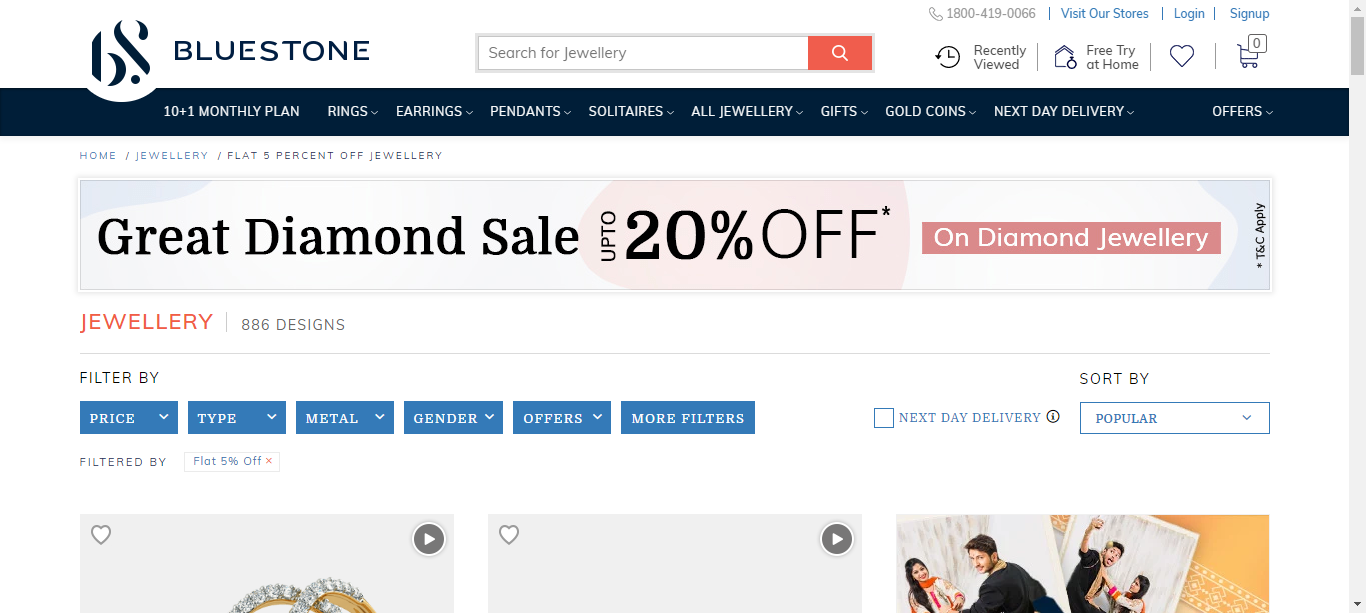 1800-419-0066 Visit Our Stores Login Signup
BLUESTONE
Search for Jewellery
Recently Viewed
Free Try at Home
0
10+1 MONTHLY PLAN RINGS EARRINGS PENDANTS SOLITAIRES ALL JEWELLERY GIFTS GOLD COINS NEXT DAY DELIVERY OFFERS
HOME / JEWELLERY / FLAT 5 PERCENT OFF JEWELLERY
Great Diamond Sale UPTO 20% OFF* On Diamond Jewellery * T&C Apply
JEWELLERY 886 DESIGNS
FILTER BY
SORT BY
PRICE TYPE METAL GENDER OFFERS MORE FILTERS
NEXT DAY DELIVERY
POPULAR
FILTERED BY Flat 5% Off ×